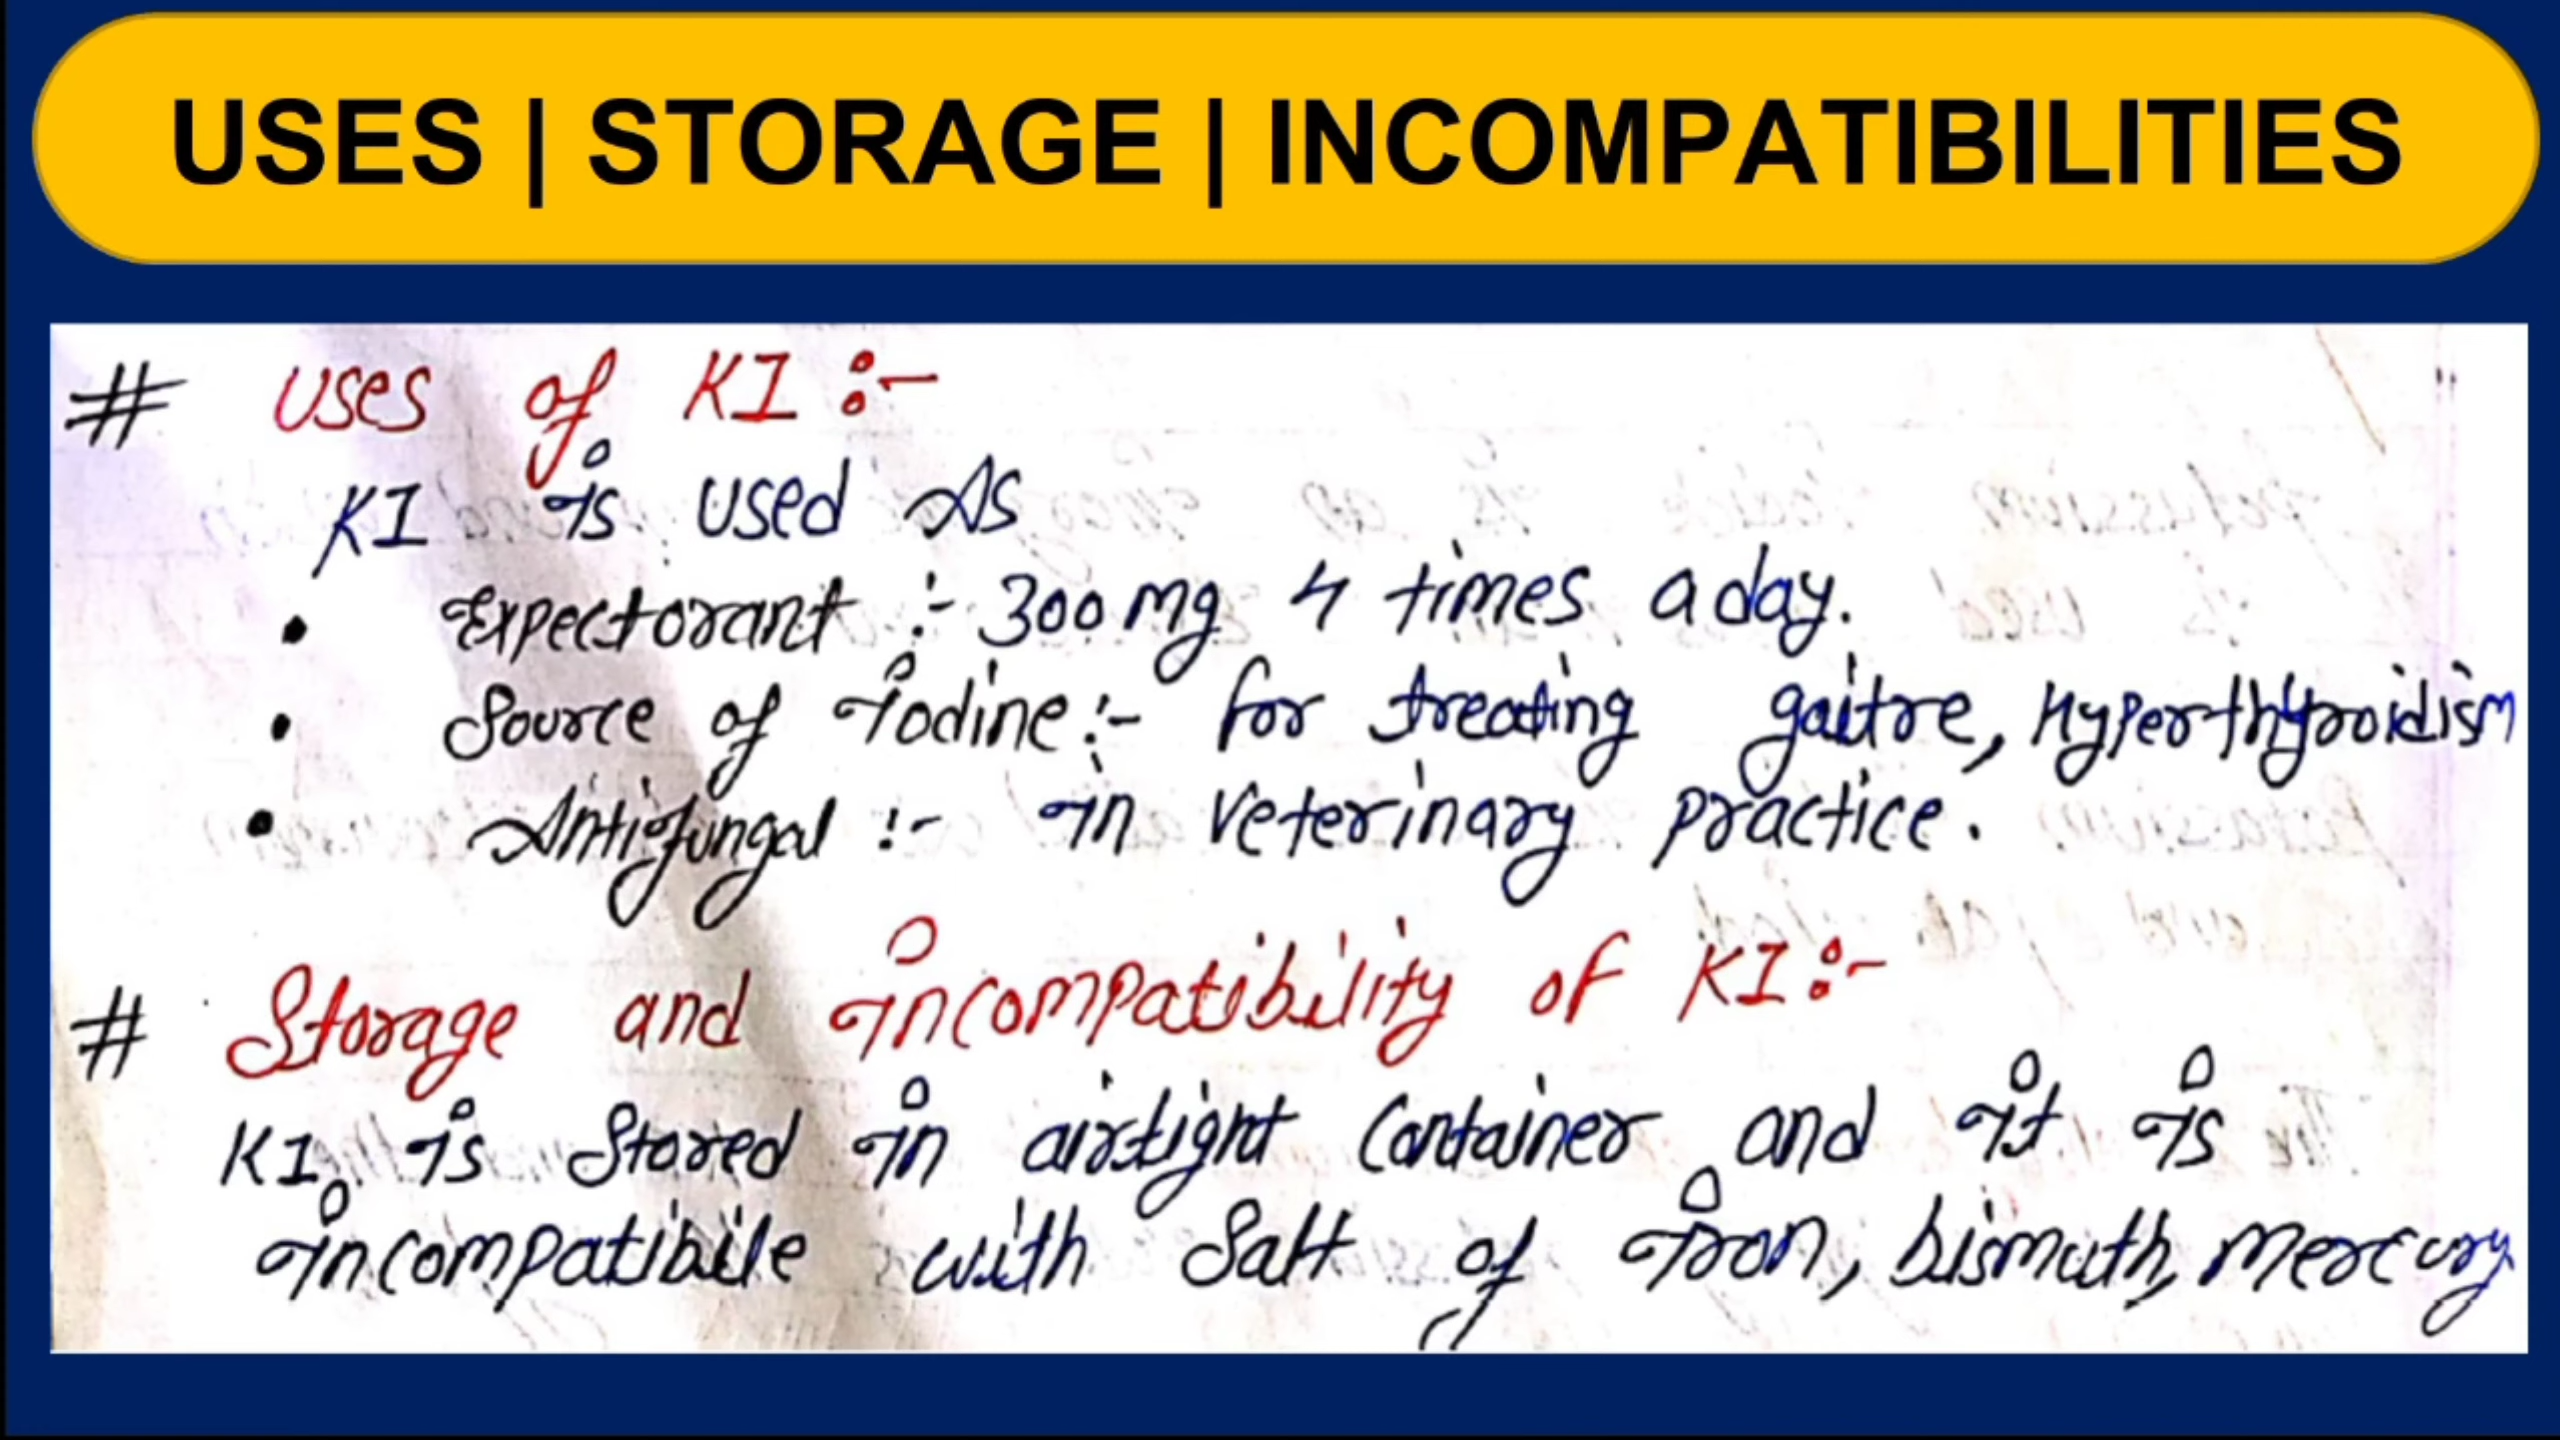 USES | STORAGE | INCOMPATIBILITIES
# Uses of KI :-
KI is used As
• Expectorant :- 300 mg 4 times a day.
• Source of Iodine :- for treating gaitre, Hyperthyroidism
• Antifungal :- in veterinary practice.
# Storage and incompatibility of KI :-
KI is Stored in airtight Container and it is
incompatibile with Salt of Iron, bismuth, mercury